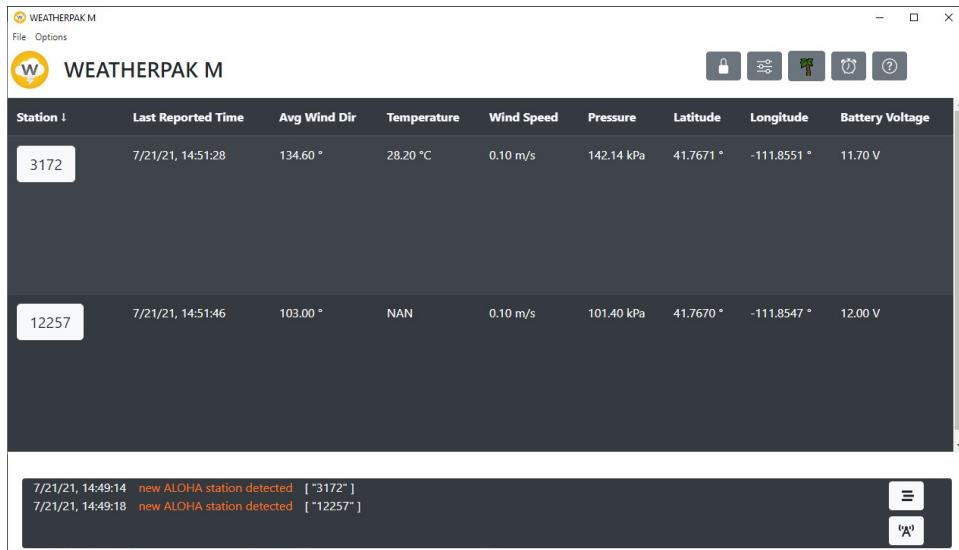 WEATHERPAK M
File Options
W WEATHERPAK M
Station ↓ Last Reported Time Avg Wind Dir Temperature Wind Speed Pressure Latitude Longitude Battery Voltage
3172 7/21/21, 14:51:28 134.60 ° 28.20 °C 0.10 m/s 142.14 kPa 41.7671 ° -111.8551 ° 11.70 V
12257 7/21/21, 14:51:46 103.00 ° NAN 0.10 m/s 101.40 kPa 41.7670 ° -111.8547 ° 12.00 V
7/21/21, 14:49:14 new ALOHA station detected [ "3172" ]
7/21/21, 14:49:18 new ALOHA station detected [ "12257" ]